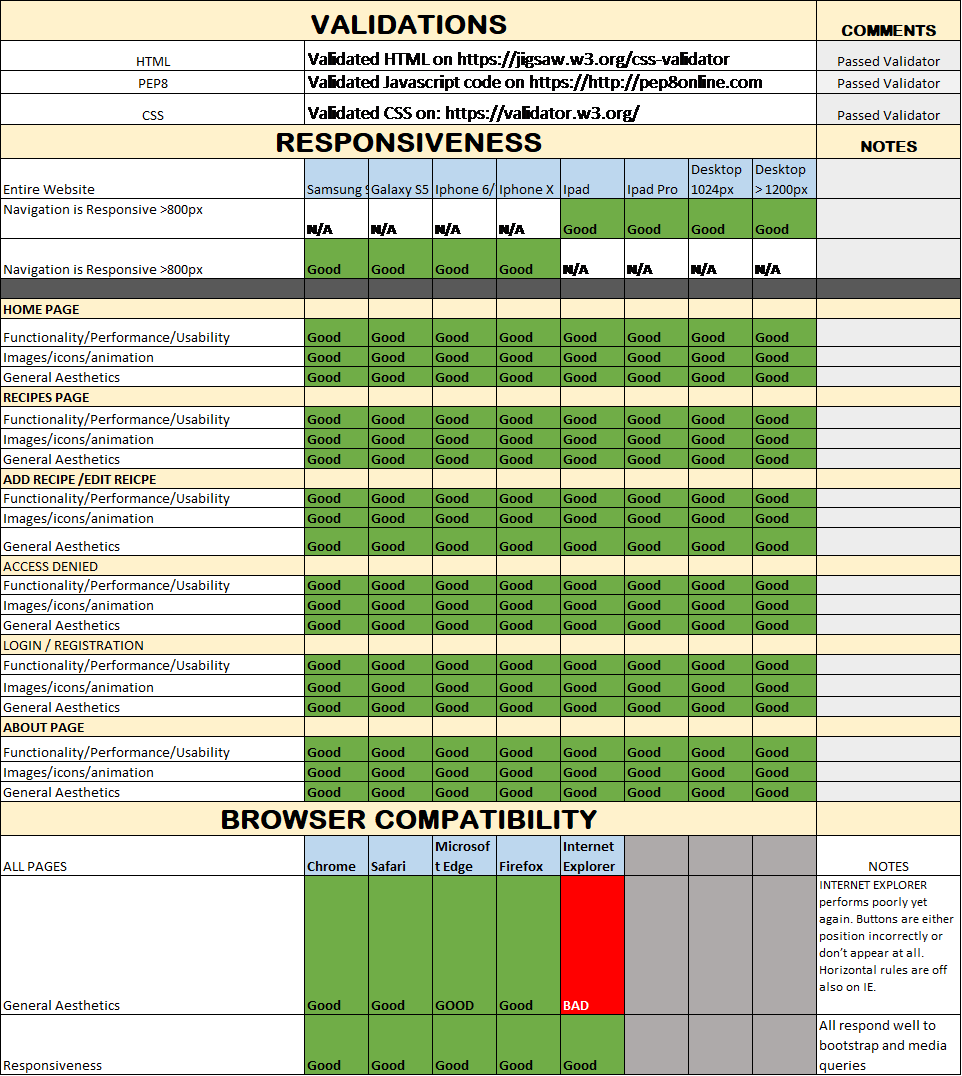 VALIDATIONS COMMENTS
HTML Validated HTML on https://jigsaw.w3.org/css-validator Passed Validator
PEP8 Validated Javascript code on https://http://pep8online.com Passed Validator
CSS Validated CSS on: https://validator.w3.org/ Passed Validator
RESPONSIVENESS NOTES
Entire Website Samsung Galaxy S5 Iphone 6/ Iphone X Ipad Ipad Pro Desktop 1024px Desktop > 1200px
Navigation is Responsive >800px N/A N/A N/A N/A Good Good Good Good
Navigation is Responsive >800px Good Good Good Good N/A N/A N/A N/A
HOME PAGE
Functionality/Performance/Usability Good Good Good Good Good Good Good Good
Images/icons/animation Good Good Good Good Good Good Good Good
General Aesthetics Good Good Good Good Good Good Good Good
RECIPES PAGE
Functionality/Performance/Usability Good Good Good Good Good Good Good Good
Images/icons/animation Good Good Good Good Good Good Good Good
General Aesthetics Good Good Good Good Good Good Good Good
ADD RECIPE /EDIT REICPE
Functionality/Performance/Usability Good Good Good Good Good Good Good Good
Images/icons/animation Good Good Good Good Good Good Good Good
General Aesthetics Good Good Good Good Good Good Good Good
ACCESS DENIED
Functionality/Performance/Usability Good Good Good Good Good Good Good Good
Images/icons/animation Good Good Good Good Good Good Good Good
General Aesthetics Good Good Good Good Good Good Good Good
LOGIN / REGISTRATION
Functionality/Performance/Usability Good Good Good Good Good Good Good Good
Images/icons/animation Good Good Good Good Good Good Good Good
General Aesthetics Good Good Good Good Good Good Good Good
ABOUT PAGE
Functionality/Performance/Usability Good Good Good Good Good Good Good Good
Images/icons/animation Good Good Good Good Good Good Good Good
General Aesthetics Good Good Good Good Good Good Good Good
BROWSER COMPATIBILITY
ALL PAGES Chrome Safari Microsoft Edge Firefox Internet Explorer NOTES
General Aesthetics Good Good GOOD Good BAD
INTERNET EXPLORER
performs poorly yet
again. Buttons are either
position incorrectly or
don't appear at all.
Horizontal rules are off
also on IE.
Responsiveness Good Good Good Good Good
All respond well to
bootstrap and media
queries